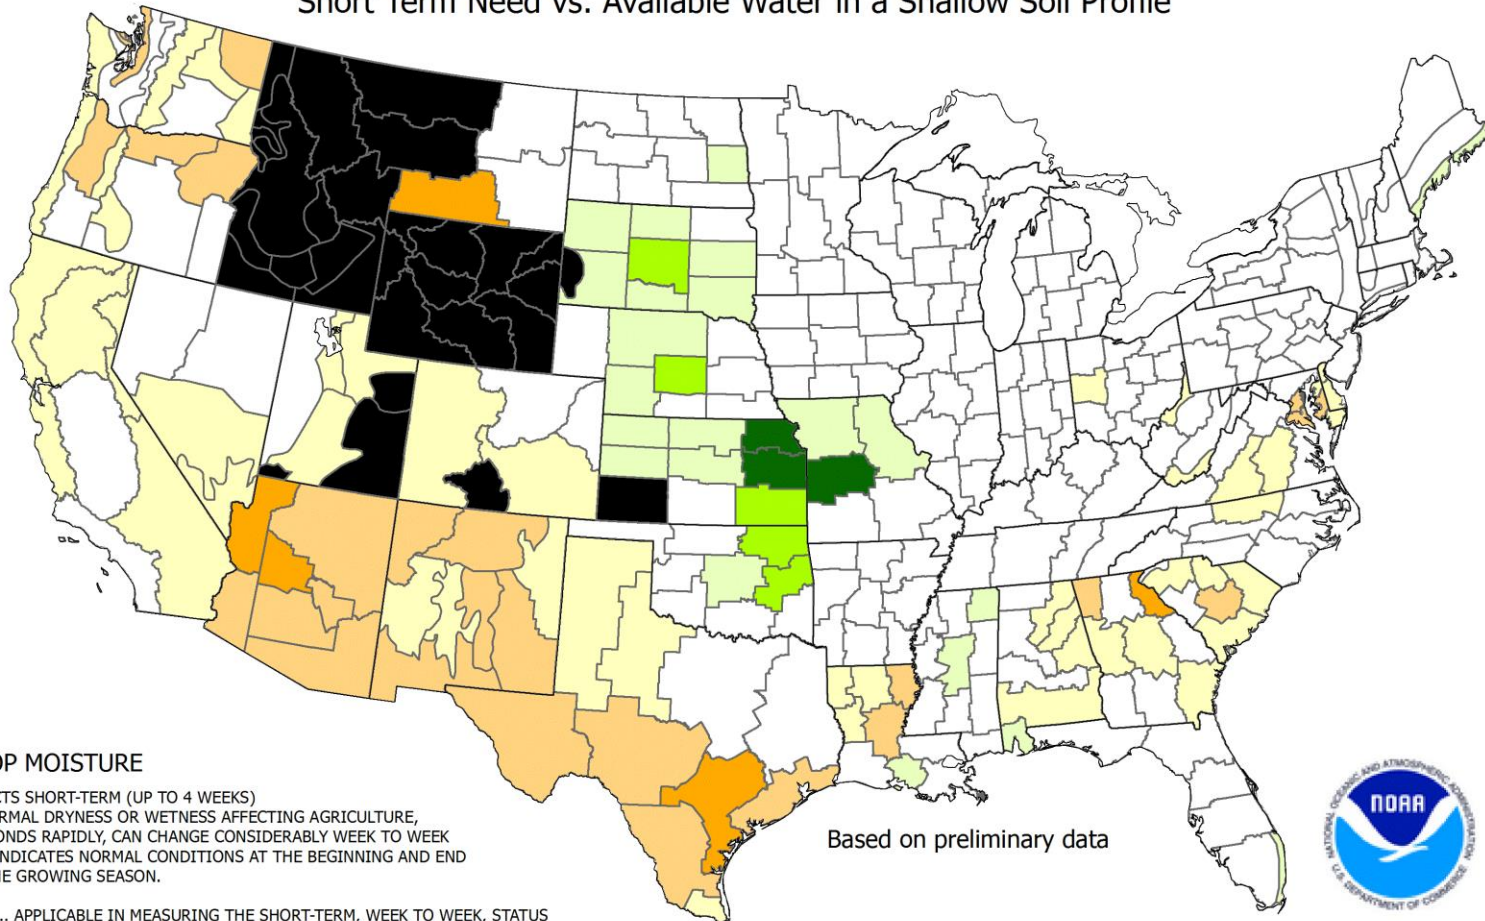 Short Term Need vs. Available Water in a Shallow Soil Profile
OP MOISTURE
CTS SHORT-TERM (UP TO 4 WEEKS)
RMAL DRYNESS OR WETNESS AFFECTING AGRICULTURE,
ONDS RAPIDLY, CAN CHANGE CONSIDERABLY WEEK TO WEEK
NDICATES NORMAL CONDITIONS AT THE BEGINNING AND END
E GROWING SEASON.
... APPLICABLE IN MEASURING THE SHORT-TERM, WEEK TO WEEK, STATUS
Based on preliminary data
NATIONAL OCEANIC AND ATMOSPHERIC ADMINISTRATION
NOAA
U.S. DEPARTMENT OF COMMERCE